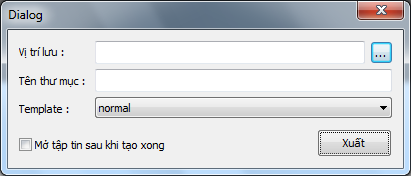 Dialog
Vị trí lưu :
...
Tên thư mục :
Template : normal
Mở tập tin sau khi tạo xong
Xuất